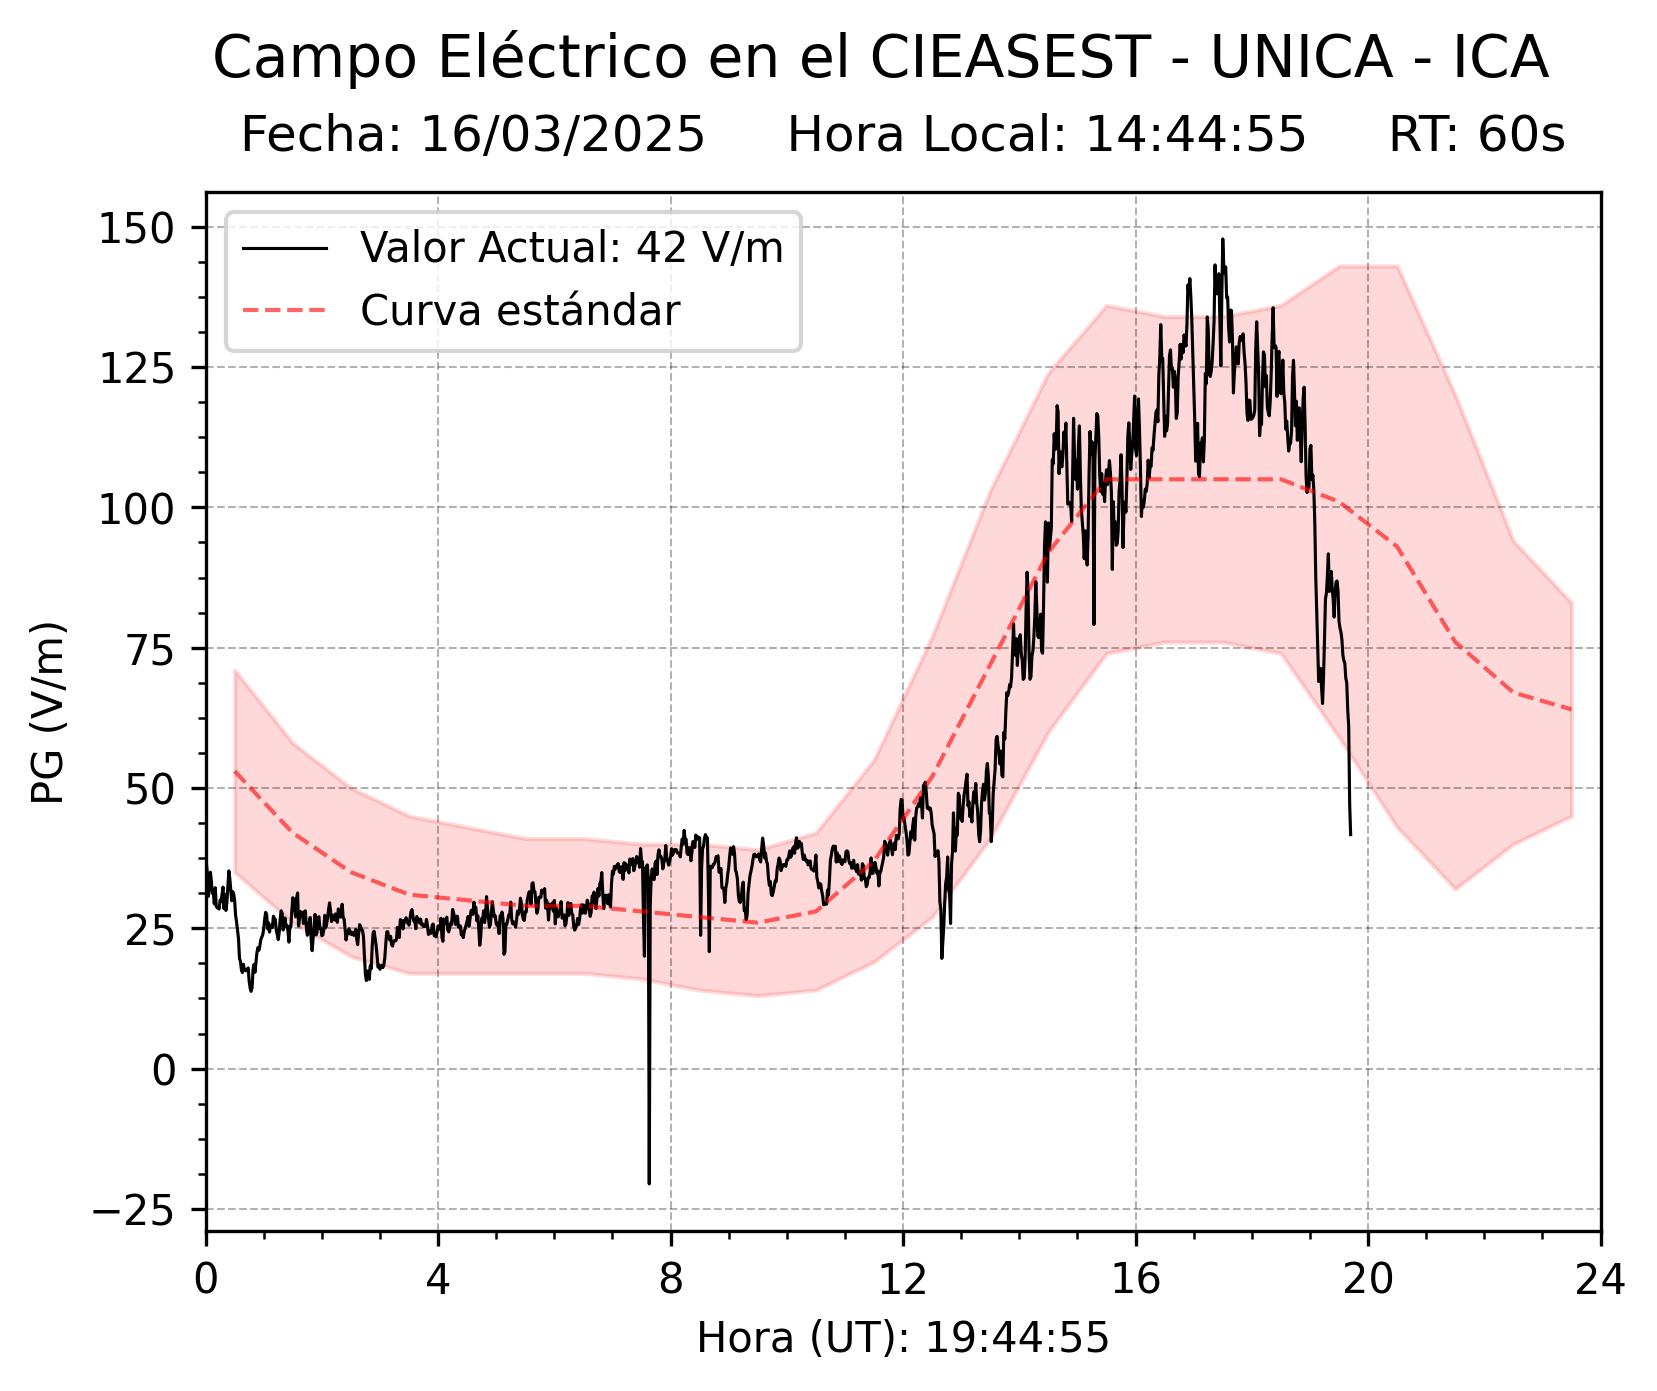 Campo Eléctrico en el CIEASEST - UNICA - ICA
Fecha: 16/03/2025 Hora Local: 14:44:55 RT: 60s
Valor Actual: 42 V/m
Curva estándar
PG (V/m)
150
125
100
75
50
25
0
−25
0 4 8 12 16 20 24
Hora (UT): 19:44:55